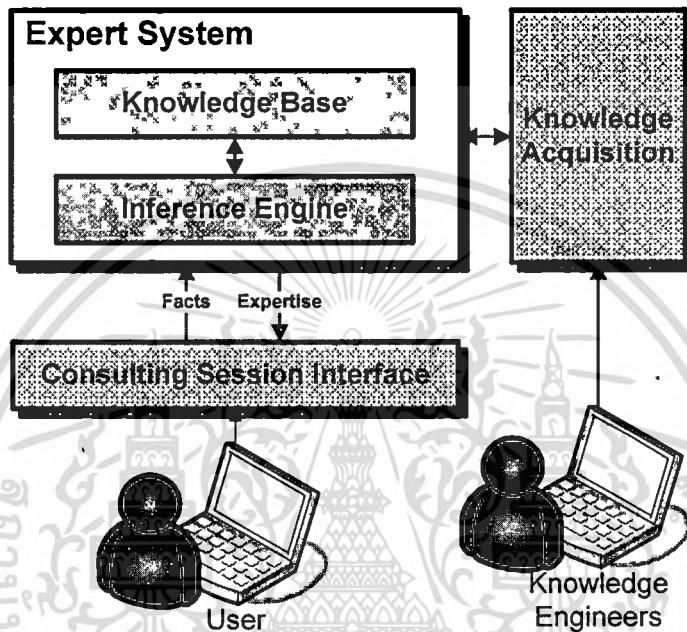 Expert System
Knowledge Base
Inference Engine
Knowledge
Acquisition
Facts Expertise
Consulting Session Interface
User
Knowledge
Engineers